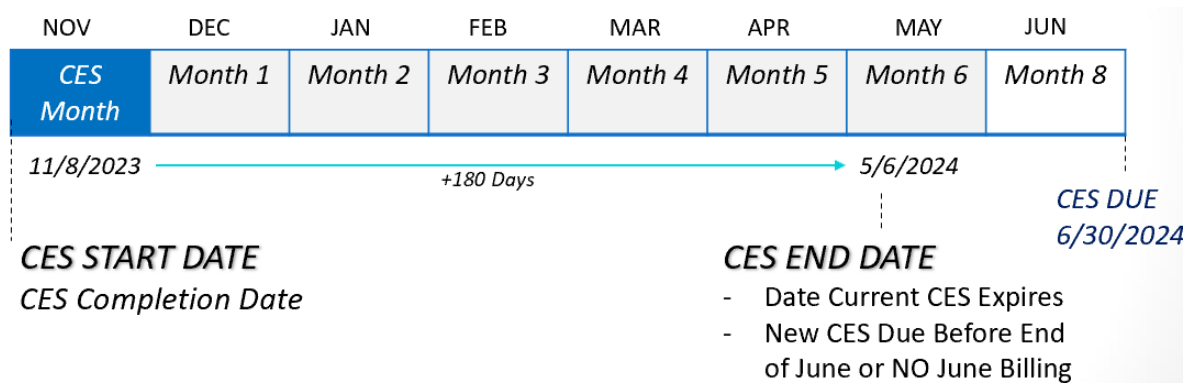 NOV DEC JAN FEB MAR APR MAY JUN
CES Month 1 Month 2 Month 3 Month 4 Month 5 Month 6 Month 8
Month
11/8/2023 5/6/2024
+180 Days
CES DUE
6/30/2024
CES START DATE CES END DATE
CES Completion Date - Date Current CES Expires
- New CES Due Before End
of June or NO June Billing